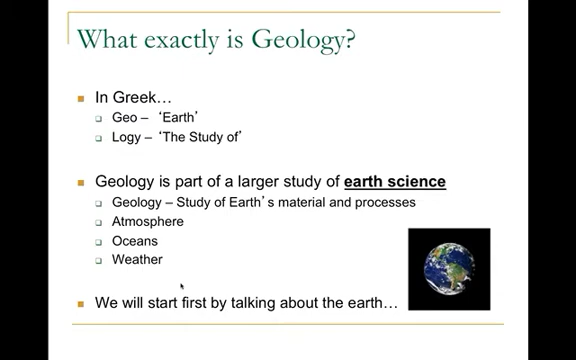 What exactly is Geology?
In Greek…
Geo – ‘Earth’
Logy – ‘The Study of’
Geology is part of a larger study of earth science
Geology – Study of Earth’s material and processes
Atmosphere
Oceans
Weather
We will start first by talking about the earth…